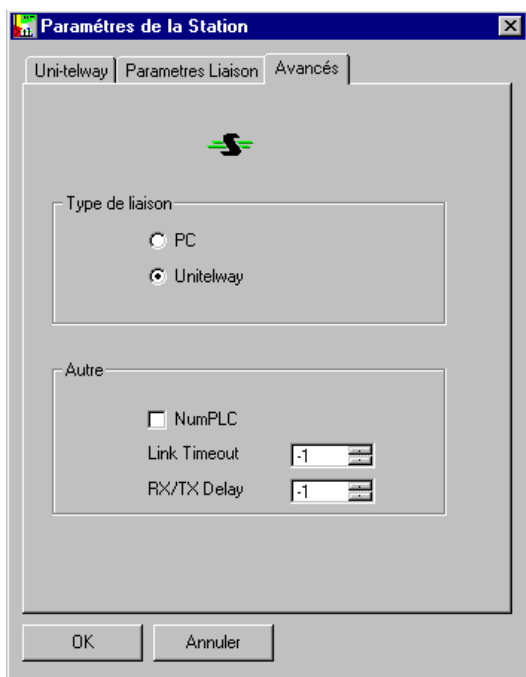 Paramétres de la Station
Uni-telway
Parametres Liaison
Avancés
Type de liaison
PC
Unitelway
Autre
NumPLC
Link Timeout
-1
RX/TX Delay
-1
OK
Annuler